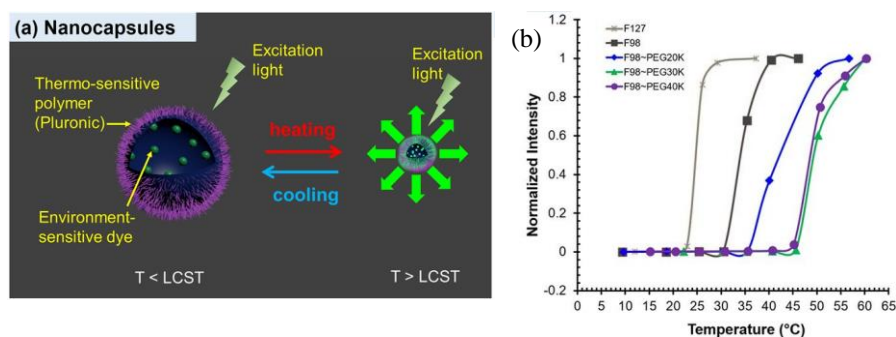 (a) Nanocapsules
Excitation
light
Excitation
light
Thermo-sensitive
polymer
(Pluronic)
heating
cooling
Environment-
sensitive dye
T < LCST
T > LCST
(b)
F127
F98
F98~PEG20K
F98~PEG30K
F98~PEG40K
Normalized Intensity
1.2
1
0.8
0.6
0.4
0.2
0
-0.2
0 5 10 15 20 25 30 35 40 45 50 55 60 65
Temperature (°C)